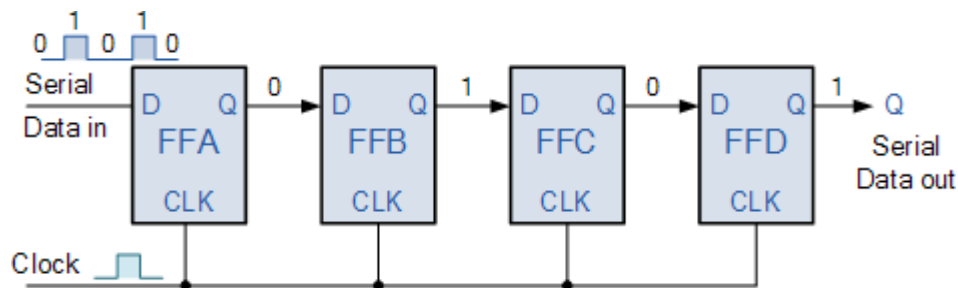 1 1
0 0 0
Serial
Data in
D Q 0 D Q 1 D Q 0 D Q 1 Q
FFA FFB FFC FFD
Serial
Data out
CLK CLK CLK CLK
Clock